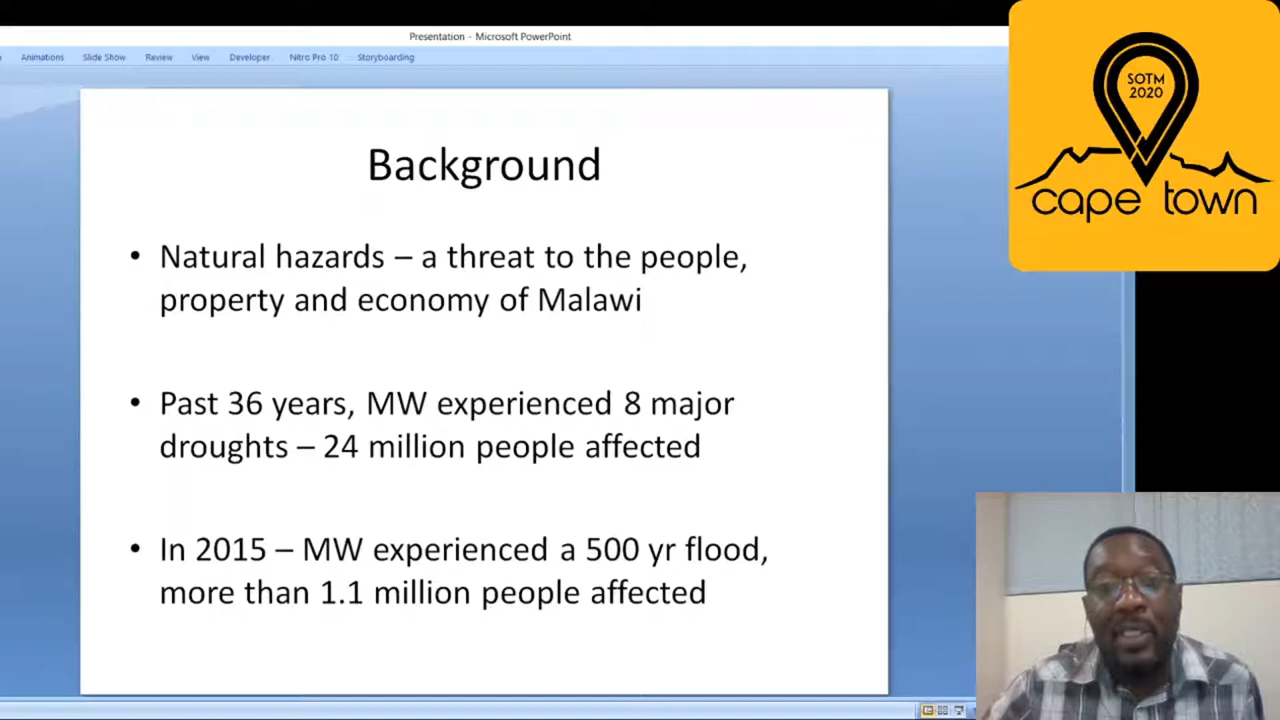 Presentation - Microsoft PowerPoint
Animations Slide Show Review View Developer Nitro Pro 10 Storyboarding
SOTM
2020
cape town
Background
• Natural hazards – a threat to the people,
property and economy of Malawi
• Past 36 years, MW experienced 8 major
droughts – 24 million people affected
• In 2015 – MW experienced a 500 yr flood,
more than 1.1 million people affected